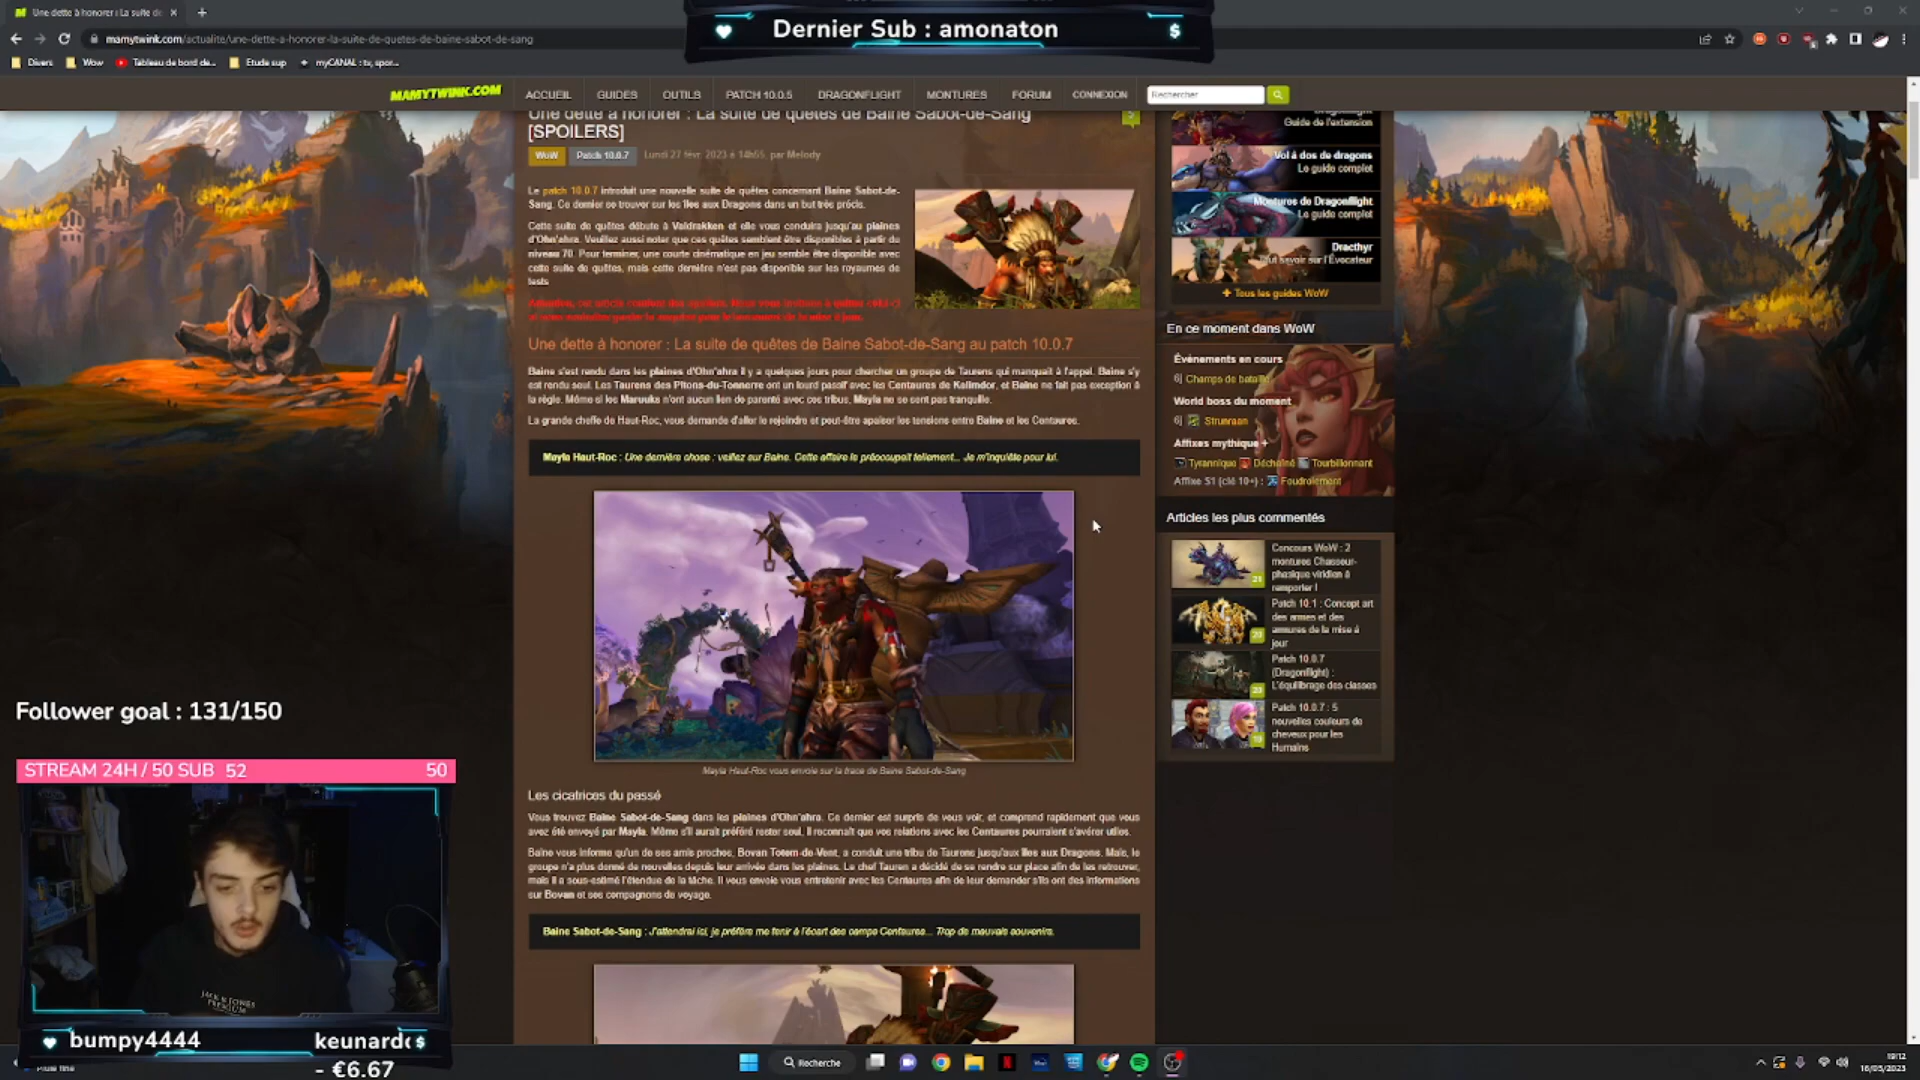 Une dette à honorer : La suite de
Dernier Sub : amonaton
mamytwink.com/actualite/une-dette-a-honorer-la-suite-de-quetes-de-baine-sabot-de-sang
Divers
Wow
Tableau de bord de...
Etude sup
myCANAL : tv, spor...
MAMYTWINK.COM
ACCUEIL
GUIDES
OUTILS
PATCH 10.0.5
DRAGONFLIGHT
MONTURES
FORUM
CONNEXION
Rechercher
Une dette à honorer : La suite de quêtes de Baine Sabot-de-Sang
[SPOILERS]
WoW
Patch 10.0.7
Lundi 27 févr. 2023 à 14h55, par Melody
Le patch 10.0.7 introduit une nouvelle suite de quêtes concernant Baine Sabot-de-
Sang. Ce dernier se trouver sur les îles aux Dragons dans un but très précis.
Cette suite de quêtes débute à Valdrakken et elle vous conduira jusqu'au plaines
d'Ohn'ahra. Veuillez aussi noter que ces quêtes semblent être disponibles à partir du
niveau 70. Pour terminer, une courte cinématique en jeu semble être disponible avec
cette suite de quêtes, mais cette dernière n'est pas disponible sur les royaumes de
tests
Une dette à honorer : La suite de quêtes de Baine Sabot-de-Sang au patch 10.0.7
Baine s'est rendu dans les plaines d'Ohn'ahra il y a quelques jours pour chercher un groupe de Taurens qui manquait à l'appel. Baine s'y
est rendu seul. Les Taurens des Pitons-du-Tonnerre ont un lourd passif avec les Centaures de Kalimdor, et Baine ne fait pas exception à
la règle. Même si les Maruuks n'ont aucun lien de parenté avec ces tribus, Mayla ne se sent pas tranquille.
La grande cheffe de Haut-Roc, vous demande d'aller le rejoindre et peut-être apaiser les tensions entre Baine et les Centaures.
Mayla Haut-Roc : Une dernière chose : veillez sur Baine. Cette affaire le préoccupait tellement... Je m'inquiète pour lui.
Mayla Haut-Roc vous envoie sur la trace de Baine Sabot-de-Sang
Les cicatrices du passé
Vous trouvez Baine Sabot-de-Sang dans les plaines d'Ohn'ahra. Ce dernier est surpris de vous voir, et comprend rapidement que vous
avez été envoyé par Mayla. Même s'il aurait préféré rester seul, il reconnaît que vos relations avec les Centaures pourraient s'avérer utiles.
Baine vous informe qu'un de ses amis proches, Bovan Totem-de-Vent, a conduit une tribu de Taurens jusqu'aux îles aux Dragons. Mais, le
groupe n'a plus donné de nouvelles depuis leur arrivée dans les plaines. Le chef Tauren a décidé de se rendre sur place afin de les retrouver,
mais il a sous-estimé l'étendue de la tâche. Il vous envoie vous entretenir avec les Centaures afin de leur demander s'ils ont des informations
sur Bovan et ses compagnons de voyage.
Baine Sabot-de-Sang : J'attendrai ici, je préfère me tenir à l'écart des camps Centaures... Trop de mauvais souvenirs.
Guide de l'extension
Vol à dos de dragons
Le guide complet
Montures de Dragonflight
Le guide complet
Dracthyr
Tout savoir sur l'Évocateur
+ Tous les guides WoW
En ce moment dans WoW
Événements en cours
6j Champs de bataille
World boss du moment
6j Strunraan
Affixes mythique +
Tyrannique Déchaîné Tourbillonnant
Affixe S1 (clé 10+) : Foudroiement
Articles les plus commentés
Concours WoW : 2
montures Chasseur-
phasique viridien à
remporter !
21
Patch 10.1 : Concept art
des armes et des
armures de la mise à
jour
Patch 10.0.7
(Dragonflight) :
L'équilibrage des classes
Patch 10.0.7 : 5
nouvelles couleurs de
cheveux pour les
Humains
Follower goal : 131/150
STREAM 24H / 50 SUB 52
50
JACK & JONES
PREMIUM
bumpy4444
keunard
- €6.67
Pluie fine
Recherche
19:12
16/03/2023